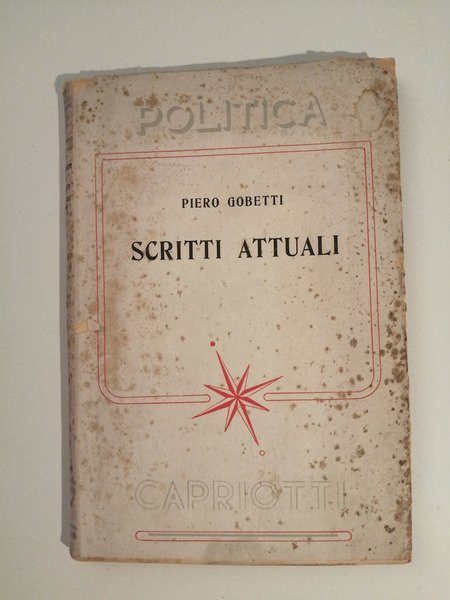 POLITICA
PIERO GOBETTI
SCRITTI ATTUALI
CAPRIOTTI